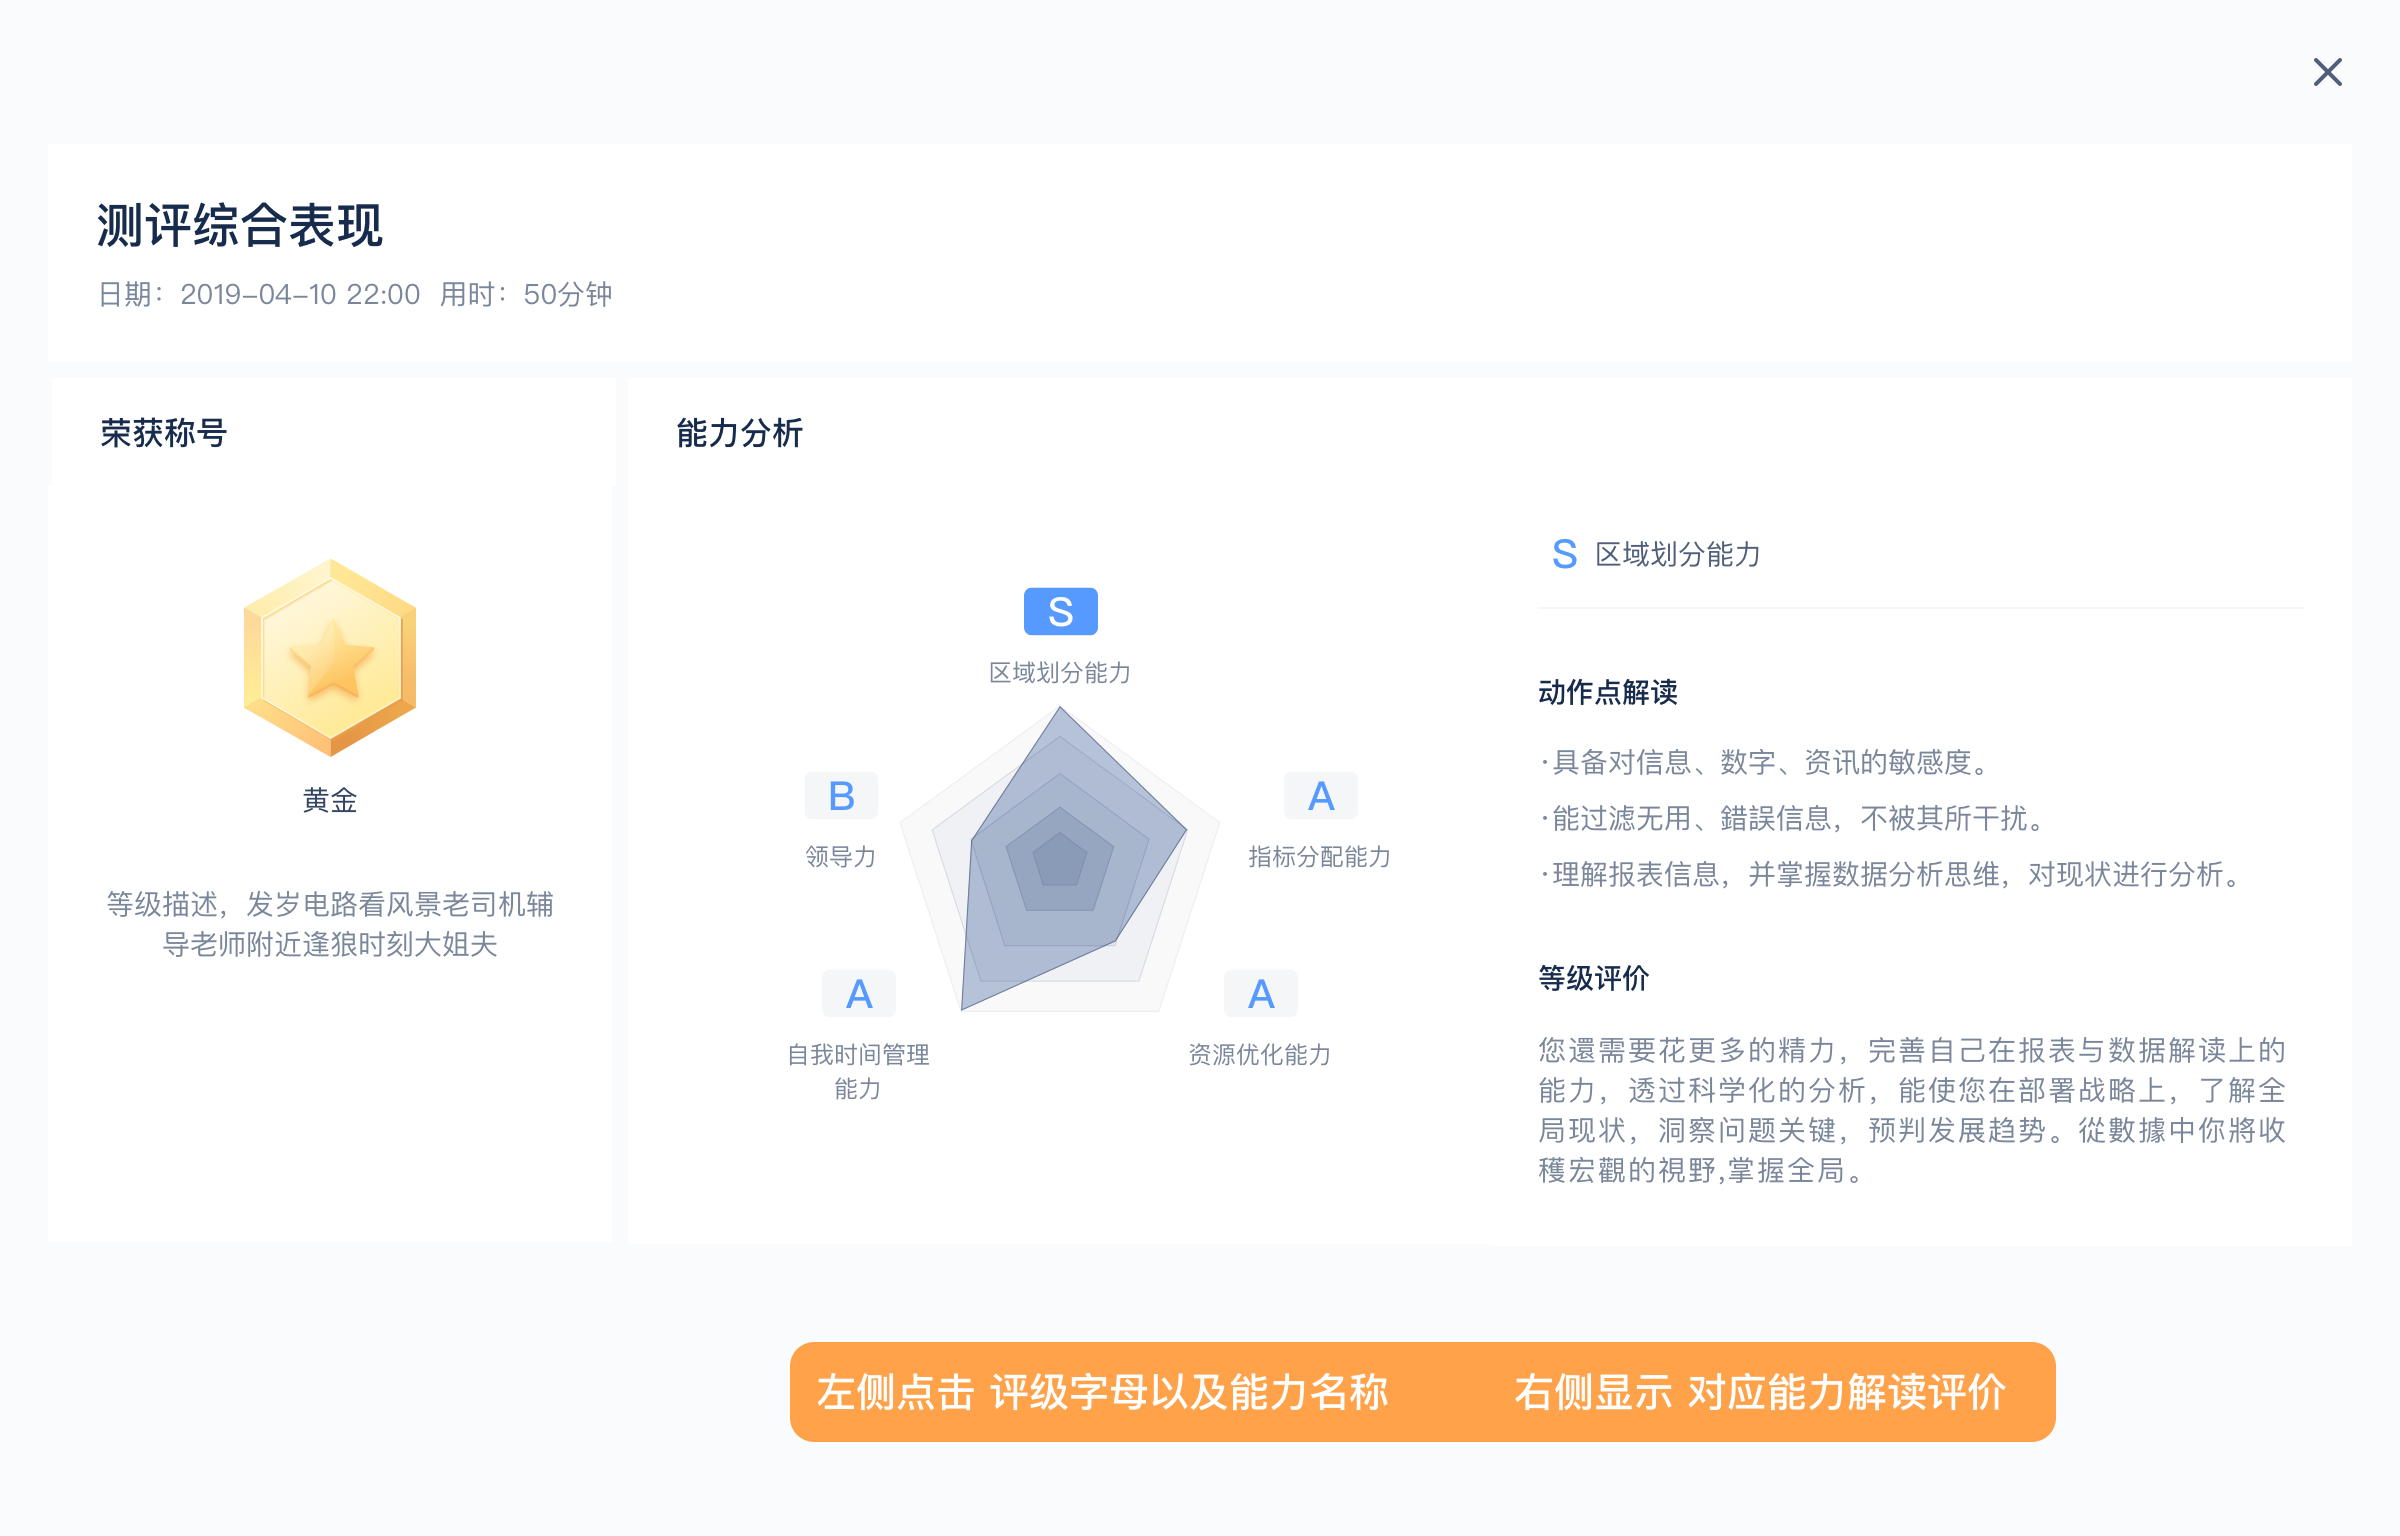 测评综合表现
日期：2019-04-10 22:00 用时：50分钟
荣获称号
黄金
等级描述，发岁电路看风景老司机辅
导老师附近逢狼时刻大姐夫
能力分析
S
区域划分能力
B
领导力
A
指标分配能力
A
自我时间管理
能力
A
资源优化能力
S 区域划分能力
动作点解读
·具备对信息、数字、资讯的敏感度。
·能过滤无用、錯誤信息，不被其所干扰。
·理解报表信息，并掌握数据分析思维，对现状进行分析。
等级评价
您還需要花更多的精力，完善自己在报表与数据解读上的
能力，透过科学化的分析，能使您在部署战略上，了解全
局现状，洞察问题关键，预判发展趋势。從數據中你將收
穫宏觀的視野,掌握全局。
左侧点击 评级字母以及能力名称 右侧显示 对应能力解读评价